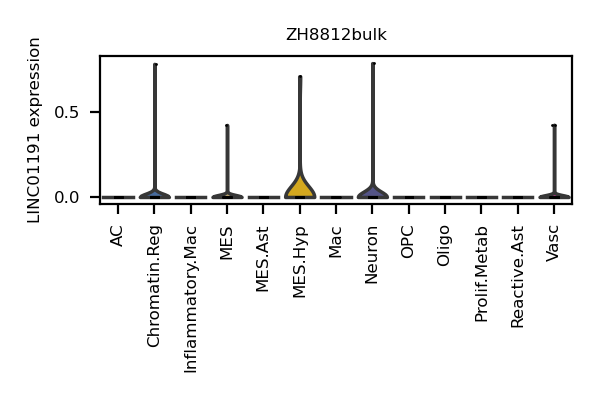 ZH8812bulk
LINC01191 expression
0.5
0.0
AC
Chromatin.Reg
Inflammatory.Mac
MES
MES.Ast
MES.Hyp
Mac
Neuron
OPC
Oligo
Prolif.Metab
Reactive.Ast
Vasc